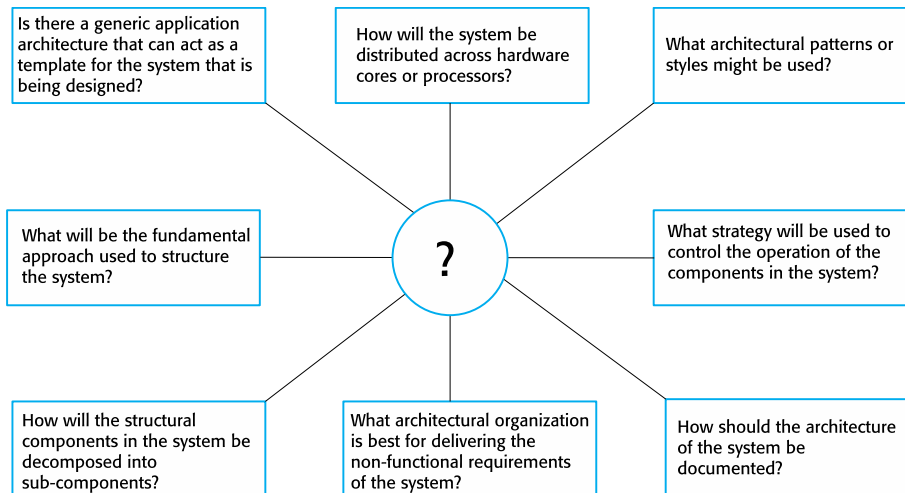 Is there a generic application
architecture that can act as a
template for the system that is
being designed?
How will the system be
distributed across hardware
cores or processors?
What architectural patterns or
styles might be used?
What will be the fundamental
approach used to structure
the system?
?
What strategy will be used to
control the operation of the
components in the system?
How will the structural
components in the system be
decomposed into
sub-components?
What architectural organization
is best for delivering the
non-functional requirements
of the system?
How should the architecture
of the system be
documented?